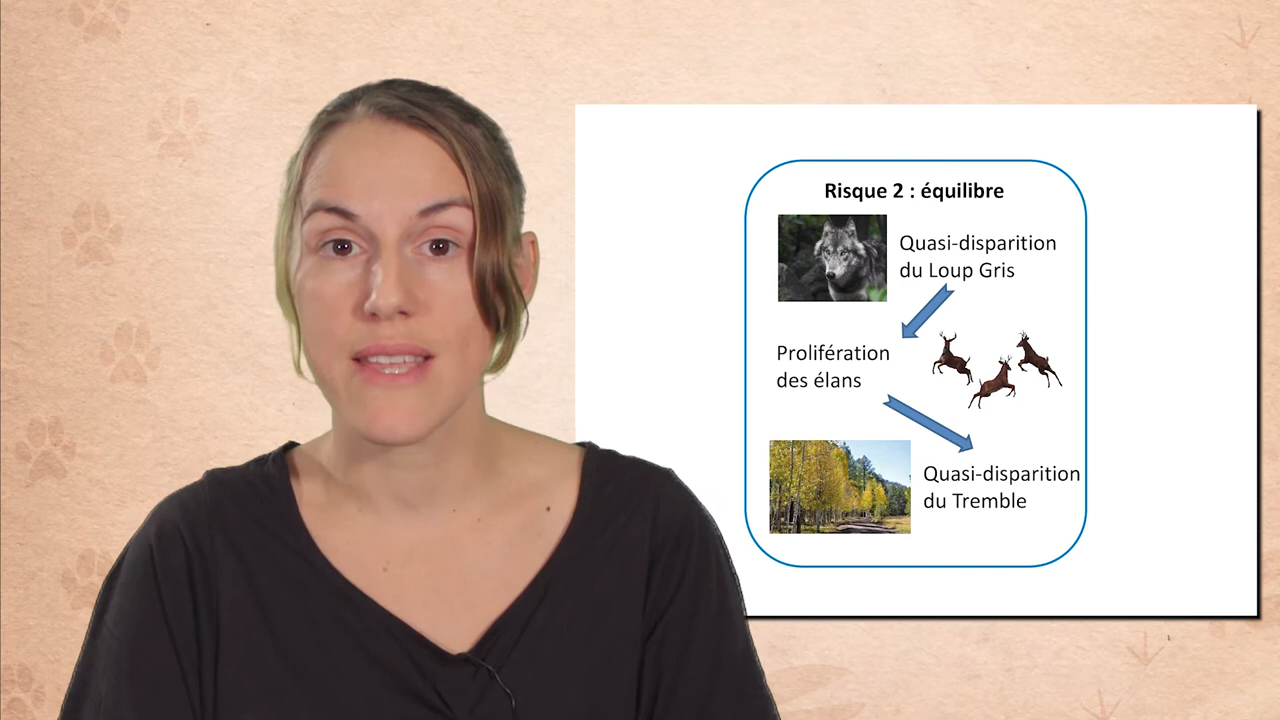 Risque 2 : équilibre
Quasi-disparition
du Loup Gris
Prolifération
des élans
Quasi-disparition
du Tremble